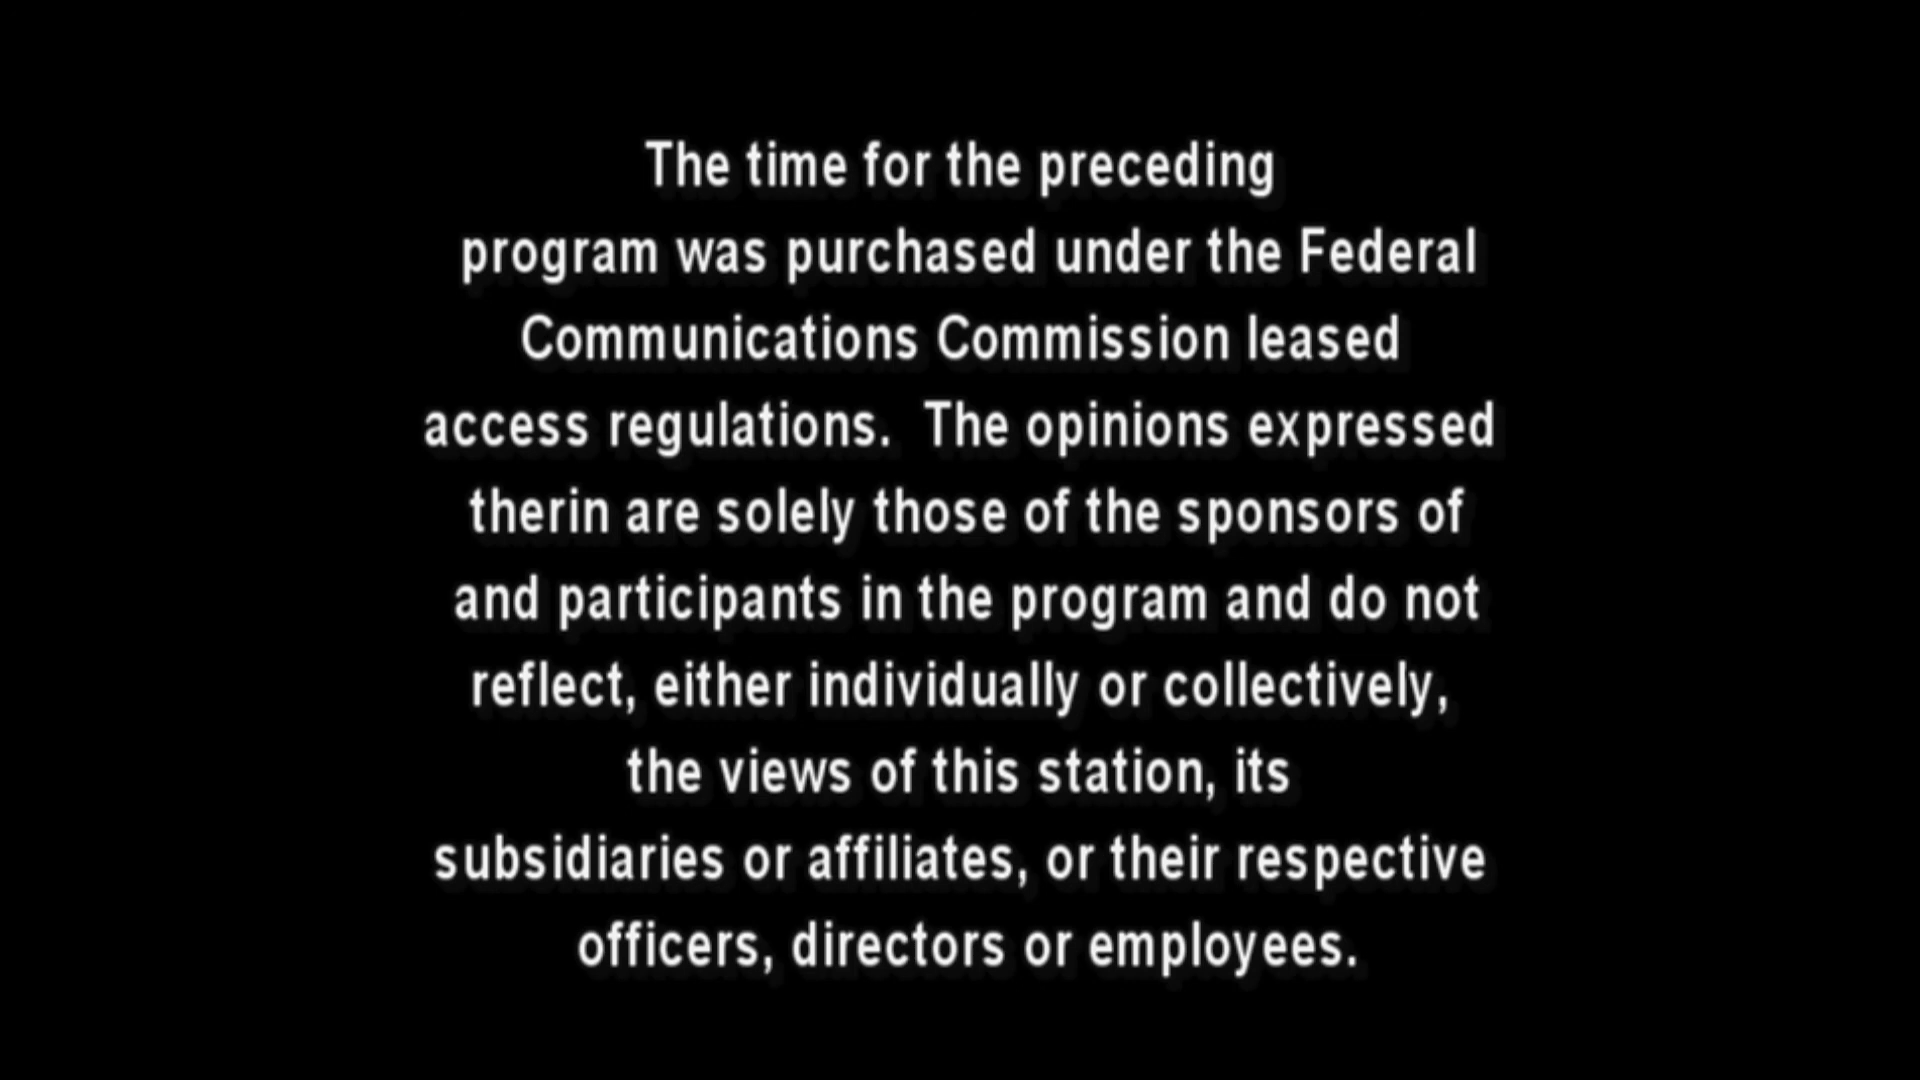 The time for the preceding
program was purchased under the Federal
Communications Commission leased
access regulations.  The opinions expressed
therin are solely those of the sponsors of
and participants in the program and do not
reflect, either individually or collectively,
the views of this station, its
subsidiaries or affiliates, or their respective
officers, directors or employees.